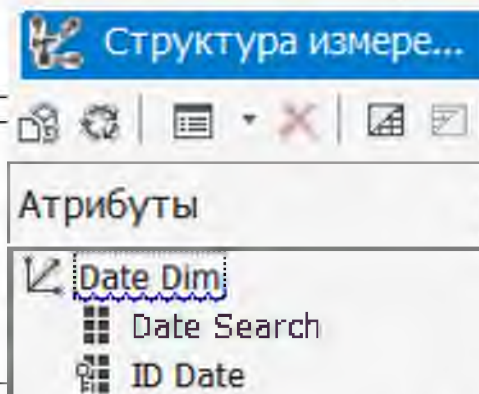 Структура измере...
Атрибуты
Date Dim
Date Search
ID Date